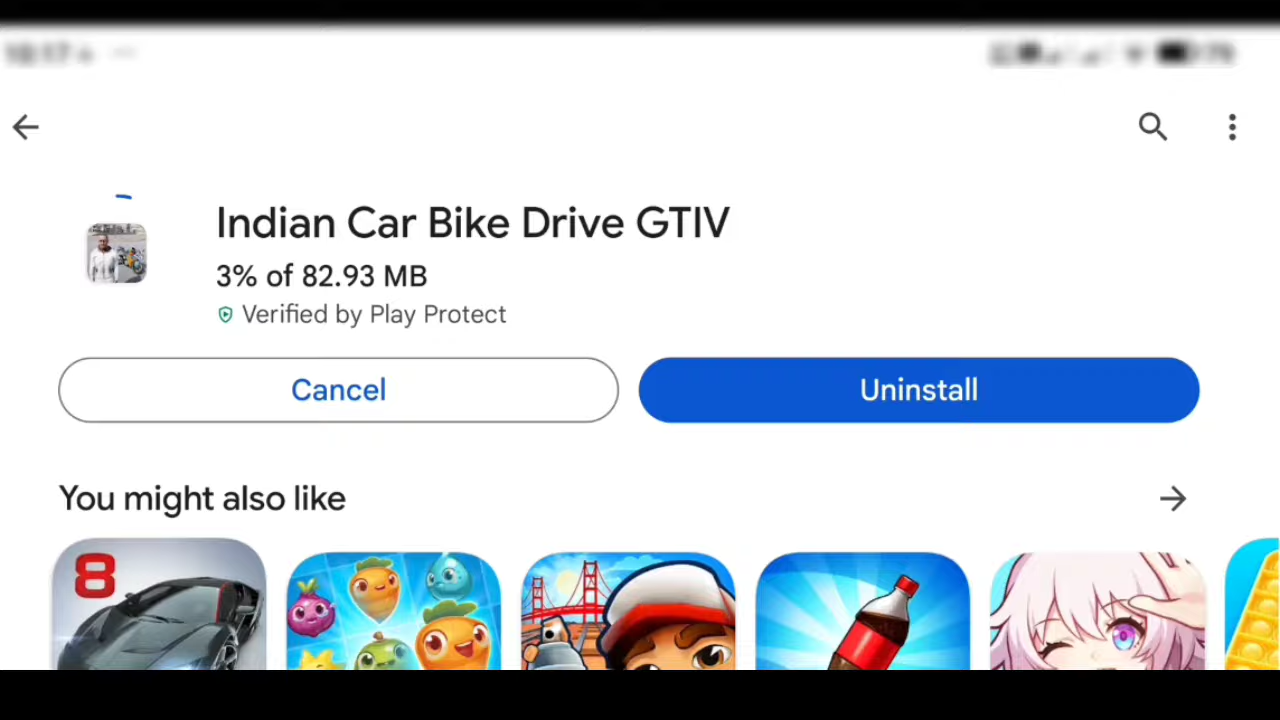 Indian Car Bike Drive GTIV
3% of 82.93 MB
Verified by Play Protect
Cancel
Uninstall
You might also like
8